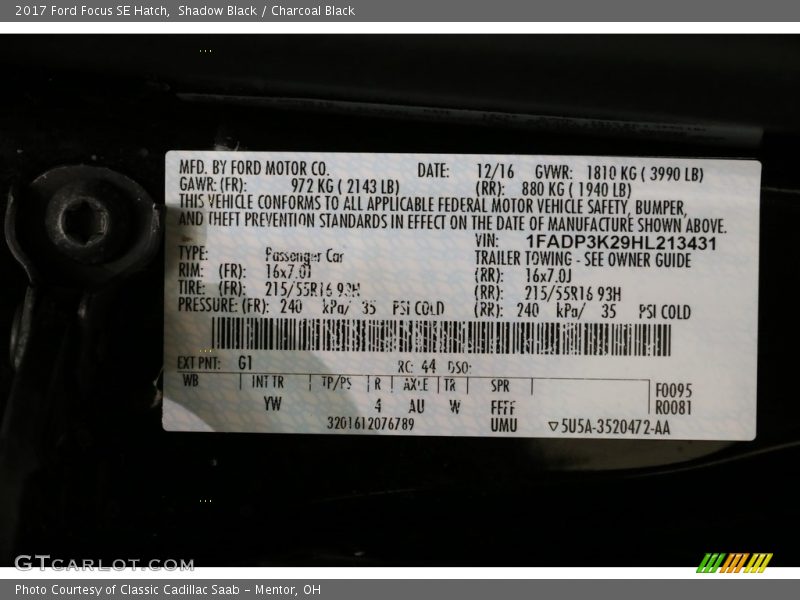 2017 Ford Focus SE Hatch,  Shadow Black / Charcoal Black
MFD. BY FORD MOTOR CO. DATE: 12/16 GVWR: 1810 KG ( 3990 LB)
GAWR: (FR): 972 KG ( 2143 LB) (RR): 880 KG ( 1940 LB)
THIS VEHICLE CONFORMS TO ALL APPLICABLE FEDERAL MOTOR VEHICLE SAFETY, BUMPER,
AND THEFT PREVENTION STANDARDS IN EFFECT ON THE DATE OF MANUFACTURE SHOWN ABOVE.
VIN: 1FADP3K29HL213431
TYPE: Passenger Car TRAILER TOWING - SEE OWNER GUIDE
RIM: (FR): 16x7.0J (RR): 16x7.0J
TIRE: (FR): 215/55R16 93H (RR): 215/55R16 93H
PRESSURE: (FR): 240 kPa/ 35 PSI COLD (RR): 240 kPa/ 35 PSI COLD
EXT PNT: G1 RC: 44 DSO:
WB INT TR TP/PS R AXLE TR SPR F0095
YW 4 AU W FFFF R0081
3201612076789 UMU ▽5U5A-3520472-AA
GTCARLOT.COM
Photo Courtesy of Classic Cadillac Saab - Mentor, OH